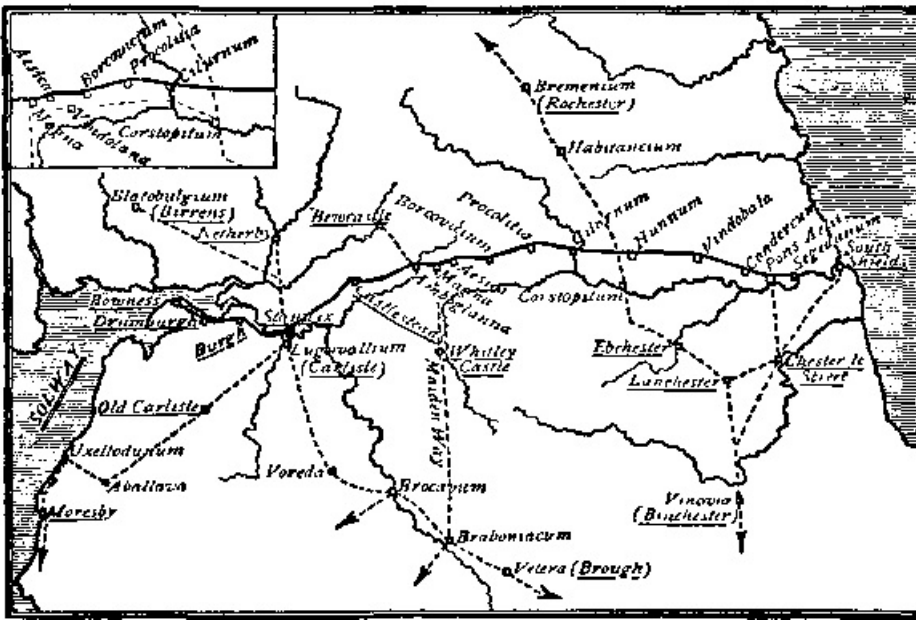 Aesica
Borcovicium
Procolitia
Cilurnum
Magna
Vindolana
Corstopitum
Bremenium
(Rochester)
Habitancium
Blatobulgium
(Birrens)
Netherby
Bewcastle
Borcovicium
Procolitia
Cilurnum
Hunnum
Vindobala
Condercum
Pons Aelii
Segedunum
South
Shields
Aesica
Magna
Amboglanna
Corstopitum
Bowness
Drumburgh
Burgh
Stanwix
Castlesteads
Luguvallium
(Carlisle)
Whitley
Castle
Maiden Way
Ebchester
Lanchester
Chester le
Street
SOLWAY
Old Carlisle
Uxellodunum
Aballava
Moresby
Voreda
Brocavum
Braboniacum
Vetera (Brough)
Vinovia
(Binchester)